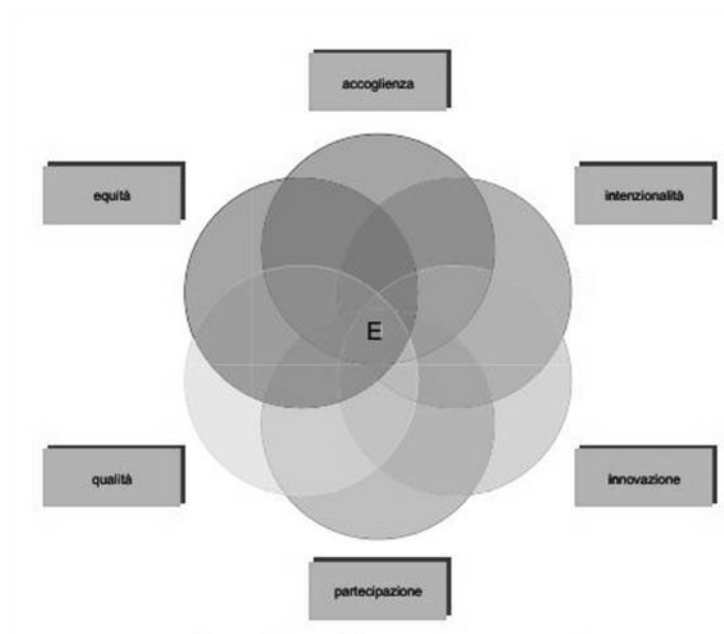 accoglienza
equità
intenzionalità
E
qualità
innovazione
partecipazione